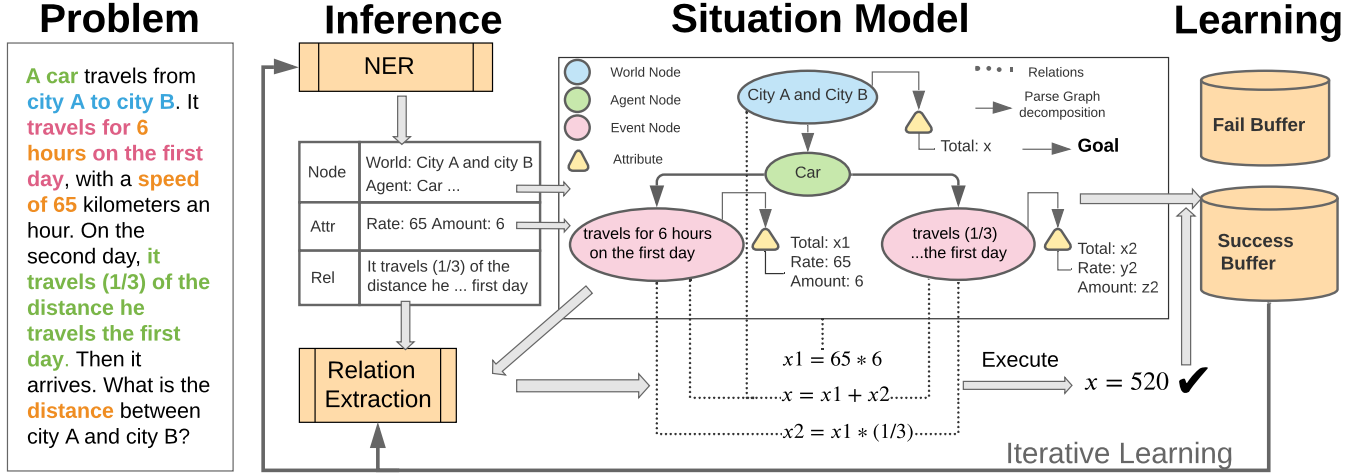 Problem
Inference
Situation Model
Learning
A car travels from
city A to city B. It
travels for 6
hours on the first
day, with a speed
of 65 kilometers an
hour. On the
second day, it
travels (1/3) of the
distance he
travels the first
day. Then it
arrives. What is the
distance between
city A and city B?
NER
Node
World: City A and city B
Agent: Car ...
Attr
Rate: 65 Amount: 6
Rel
It travels (1/3) of the
distance he ... first day
Relation
Extraction
World Node
Agent Node
Event Node
Attribute
City A and City B
Relations
Parse Graph
decomposition
Total: x
Goal
Car
travels for 6 hours
on the first day
Total: x1
Rate: 65
Amount: 6
travels (1/3)
...the first day
Total: x2
Rate: y2
Amount: z2
x1 = 65 * 6
x = x1 + x2
x2 = x1 * (1/3)
Execute
x = 520 ✔
Fail Buffer
Success
Buffer
Iterative Learning